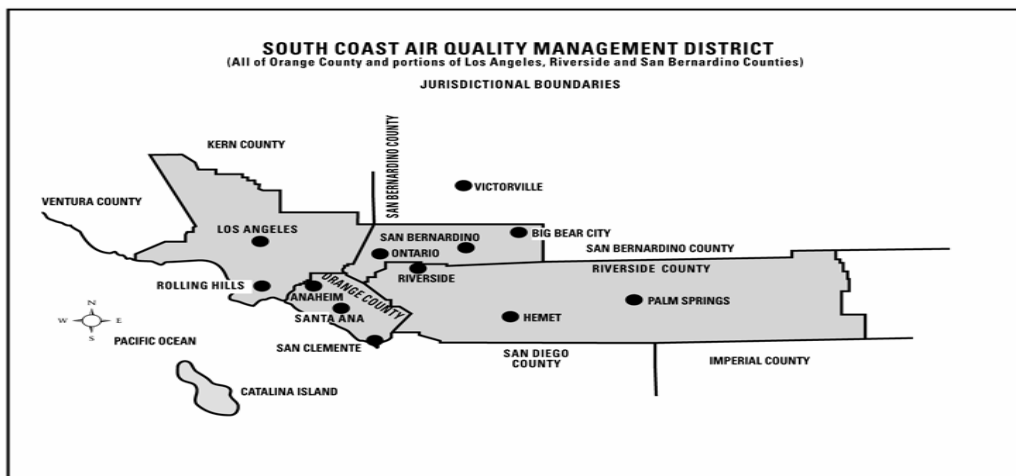 SOUTH COAST AIR QUALITY MANAGEMENT DISTRICT
(All of Orange County and portions of Los Angeles, Riverside and San Bernardino Counties)
JURISDICTIONAL BOUNDARIES
KERN COUNTY
SAN BERNARDINO COUNTY
VICTORVILLE
VENTURA COUNTY
LOS ANGELES
SAN BERNARDINO
BIG BEAR CITY
ONTARIO
SAN BERNARDINO COUNTY
RIVERSIDE
RIVERSIDE COUNTY
ROLLING HILLS
ANAHEIM
ORANGE COUNTY
PALM SPRINGS
SANTA ANA
HEMET
N
W E
S
PACIFIC OCEAN
SAN CLEMENTE
SAN DIEGO
COUNTY
IMPERIAL COUNTY
CATALINA ISLAND